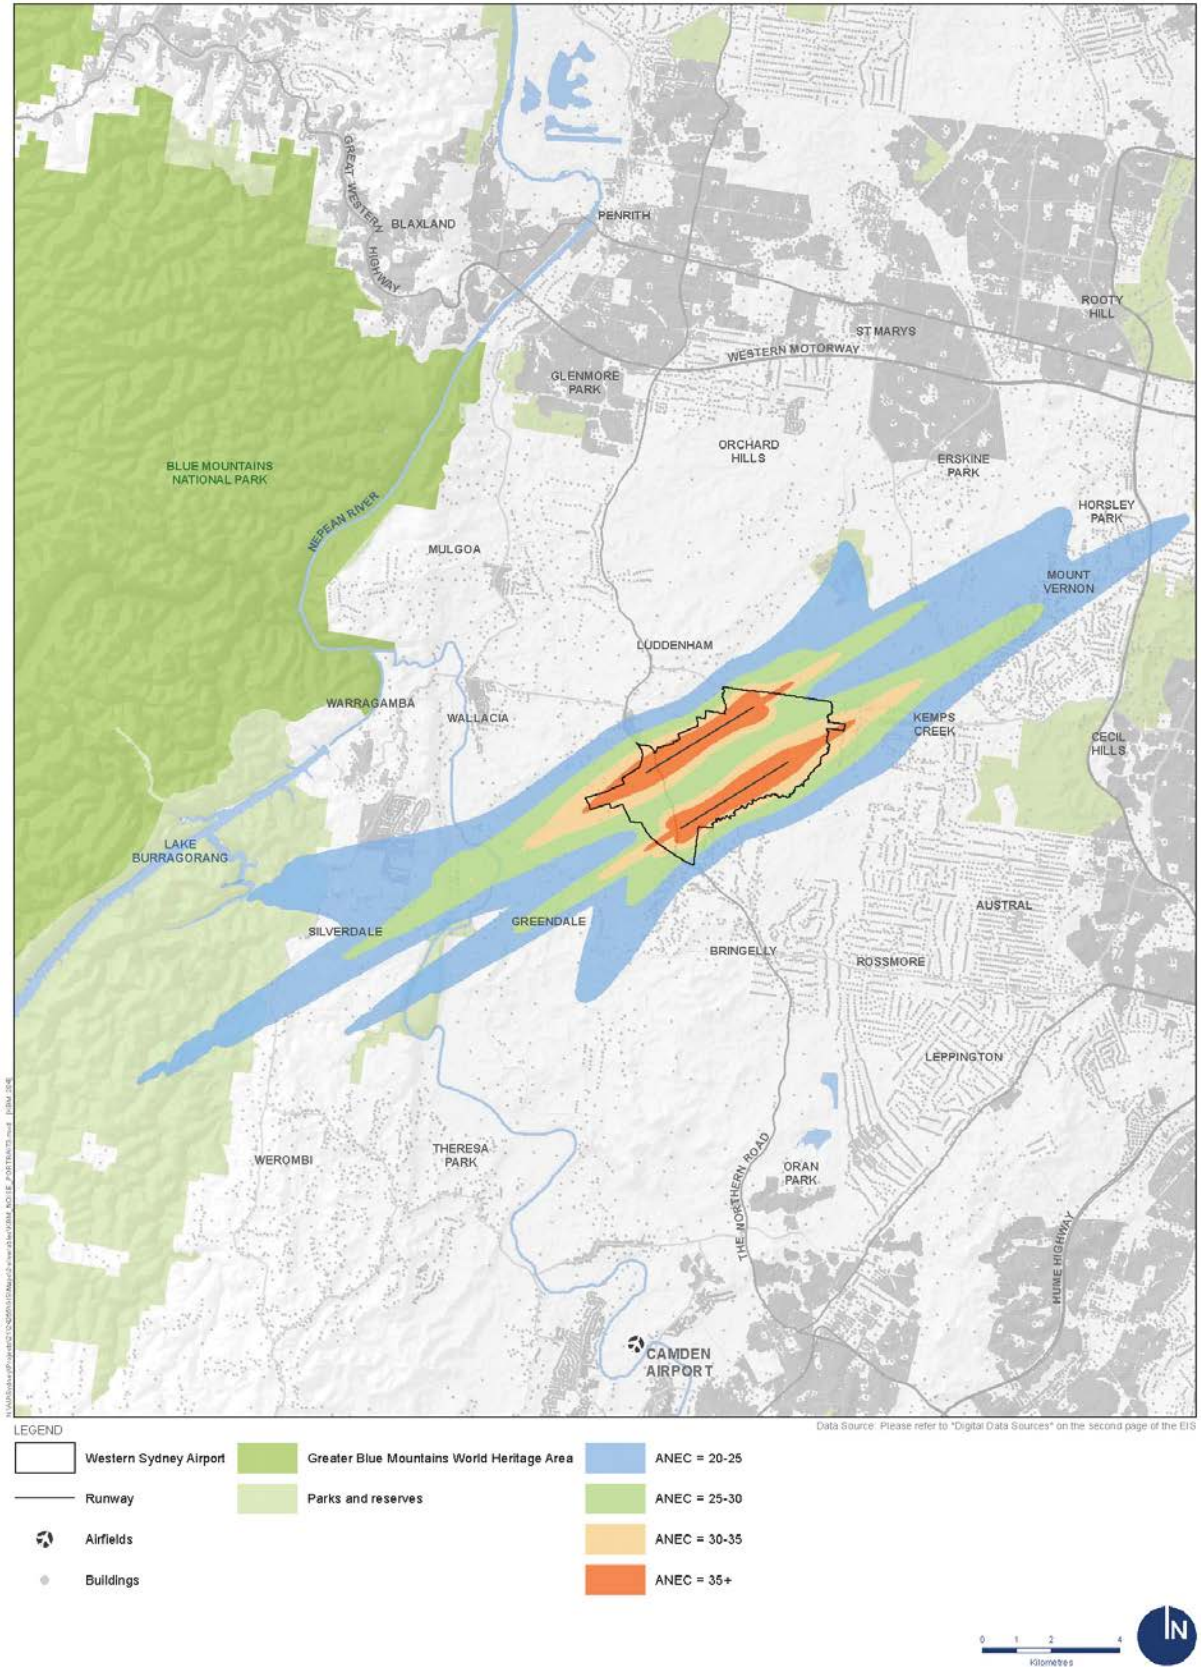 GREAT WESTERN HIGHWAY
BLAXLAND
PENRITH
ROOTY
HILL
ST MARYS
WESTERN MOTORWAY
GLENMORE
PARK
ORCHARD
HILLS
ERSKINE
PARK
BLUE MOUNTAINS
NATIONAL PARK
NEPEAN RIVER
HORSLEY
PARK
MULGOA
MOUNT
VERNON
LUDDENHAM
WARRAGAMBA
WALLACIA
KEMPS
CREEK
CECIL
HILLS
LAKE
BURRAGORANG
AUSTRAL
SILVERDALE
GREENDALE
BRINGELLY
ROSSMORE
LEPPINGTON
THERESA
PARK
WEROMBI
ORAN
PARK
THE NORTHERN ROAD
HUME HIGHWAY
CAMDEN
AIRPORT
Data Source: Please refer to "Digital Data Sources" on the second page of the EIS
LEGEND
Western Sydney Airport
Greater Blue Mountains World Heritage Area
ANEC = 20-25
Runway
Parks and reserves
ANEC = 25-30
Airfields
ANEC = 30-35
Buildings
ANEC = 35+
N
0 1 2 4
Kilometres